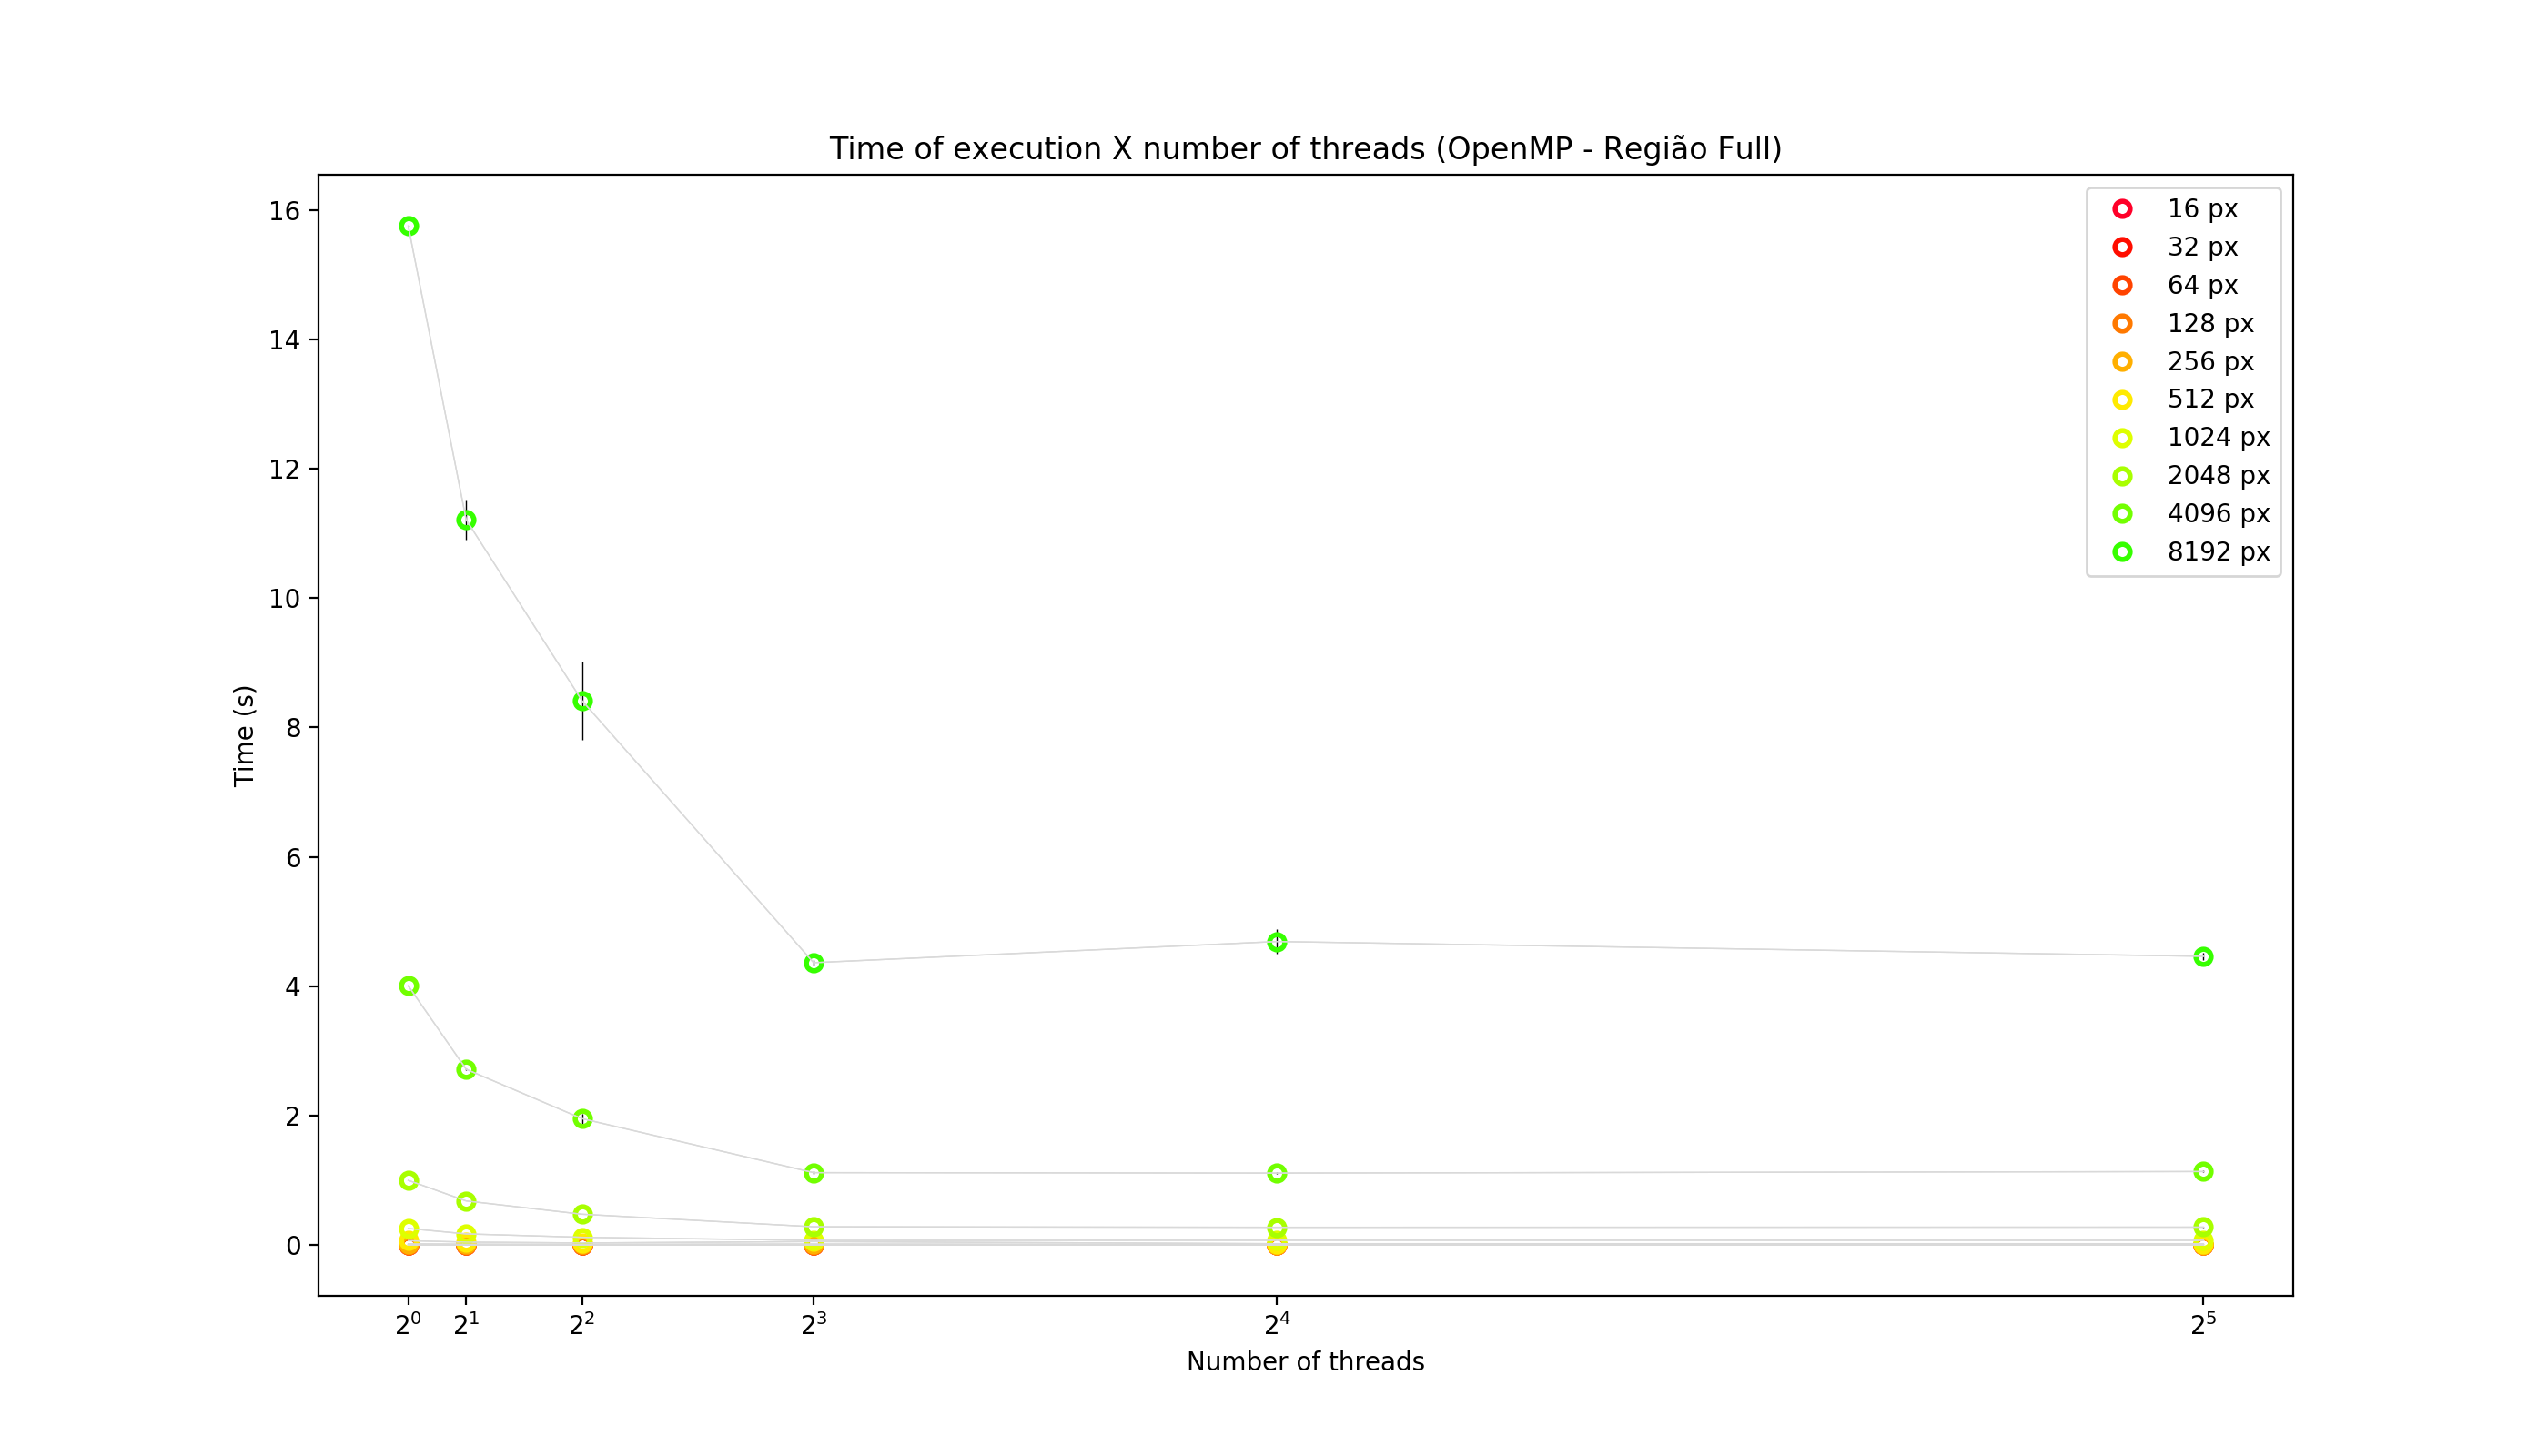 Time of execution X number of threads (OpenMP - Região Full)
16
14
12
10
8
6
4
2
0
Time (s)
16 px
32 px
64 px
128 px
256 px
512 px
1024 px
2048 px
4096 px
8192 px
2⁰ 2¹ 2² 2³ 2⁴ 2⁵
Number of threads